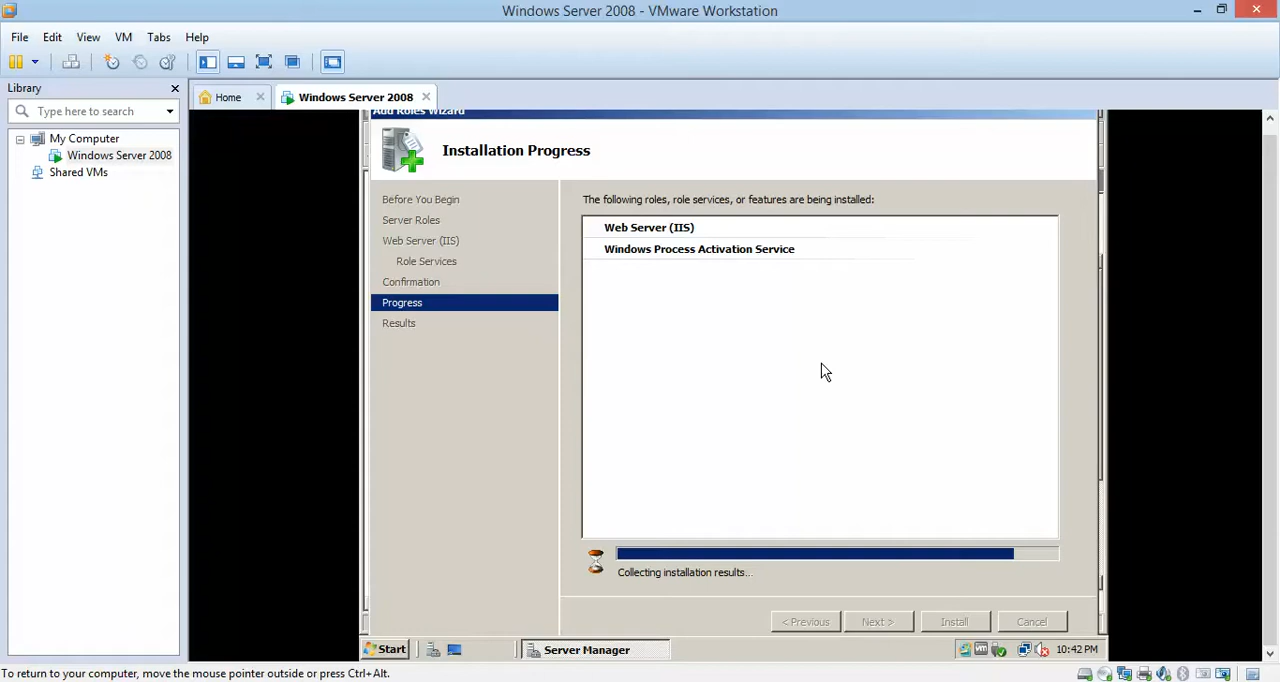 Windows Server 2008 - VMware Workstation
File Edit View VM Tabs Help
Library
Home
Windows Server 2008
Type here to search
My Computer
Windows Server 2008
Shared VMs
Add Roles Wizard
Installation Progress
Before You Begin
Server Roles
Web Server (IIS)
Role Services
Confirmation
Progress
Results
The following roles, role services, or features are being installed:
Web Server (IIS)
Windows Process Activation Service
Collecting installation results...
< Previous
Next >
Install
Cancel
Start
Server Manager
10:42 PM
To return to your computer, move the mouse pointer outside or press Ctrl+Alt.